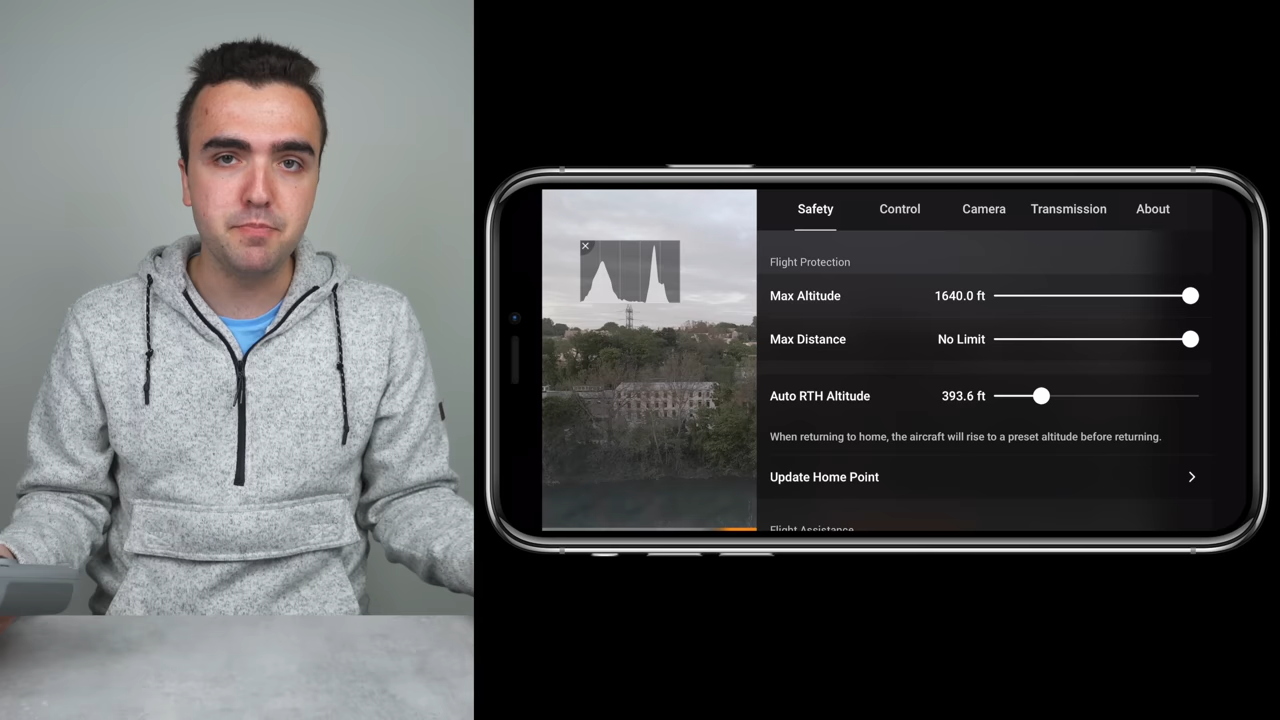 Safety Control Camera Transmission About
Flight Protection
Max Altitude 1640.0 ft
Max Distance No Limit
Auto RTH Altitude 393.6 ft
When returning to home, the aircraft will rise to a preset altitude before returning.
Update Home Point
Flight Assistance